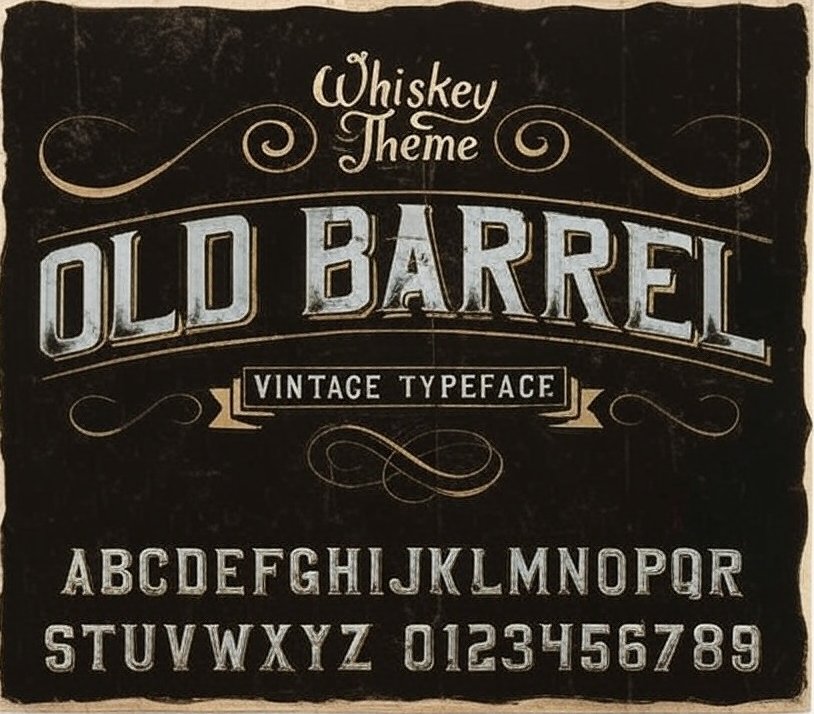 Whiskey
Theme
OLD BARREL
VINTAGE TYPEFACE
ABCDEFGHIJKLMNOPQR
STUVWXYZ 0123456789